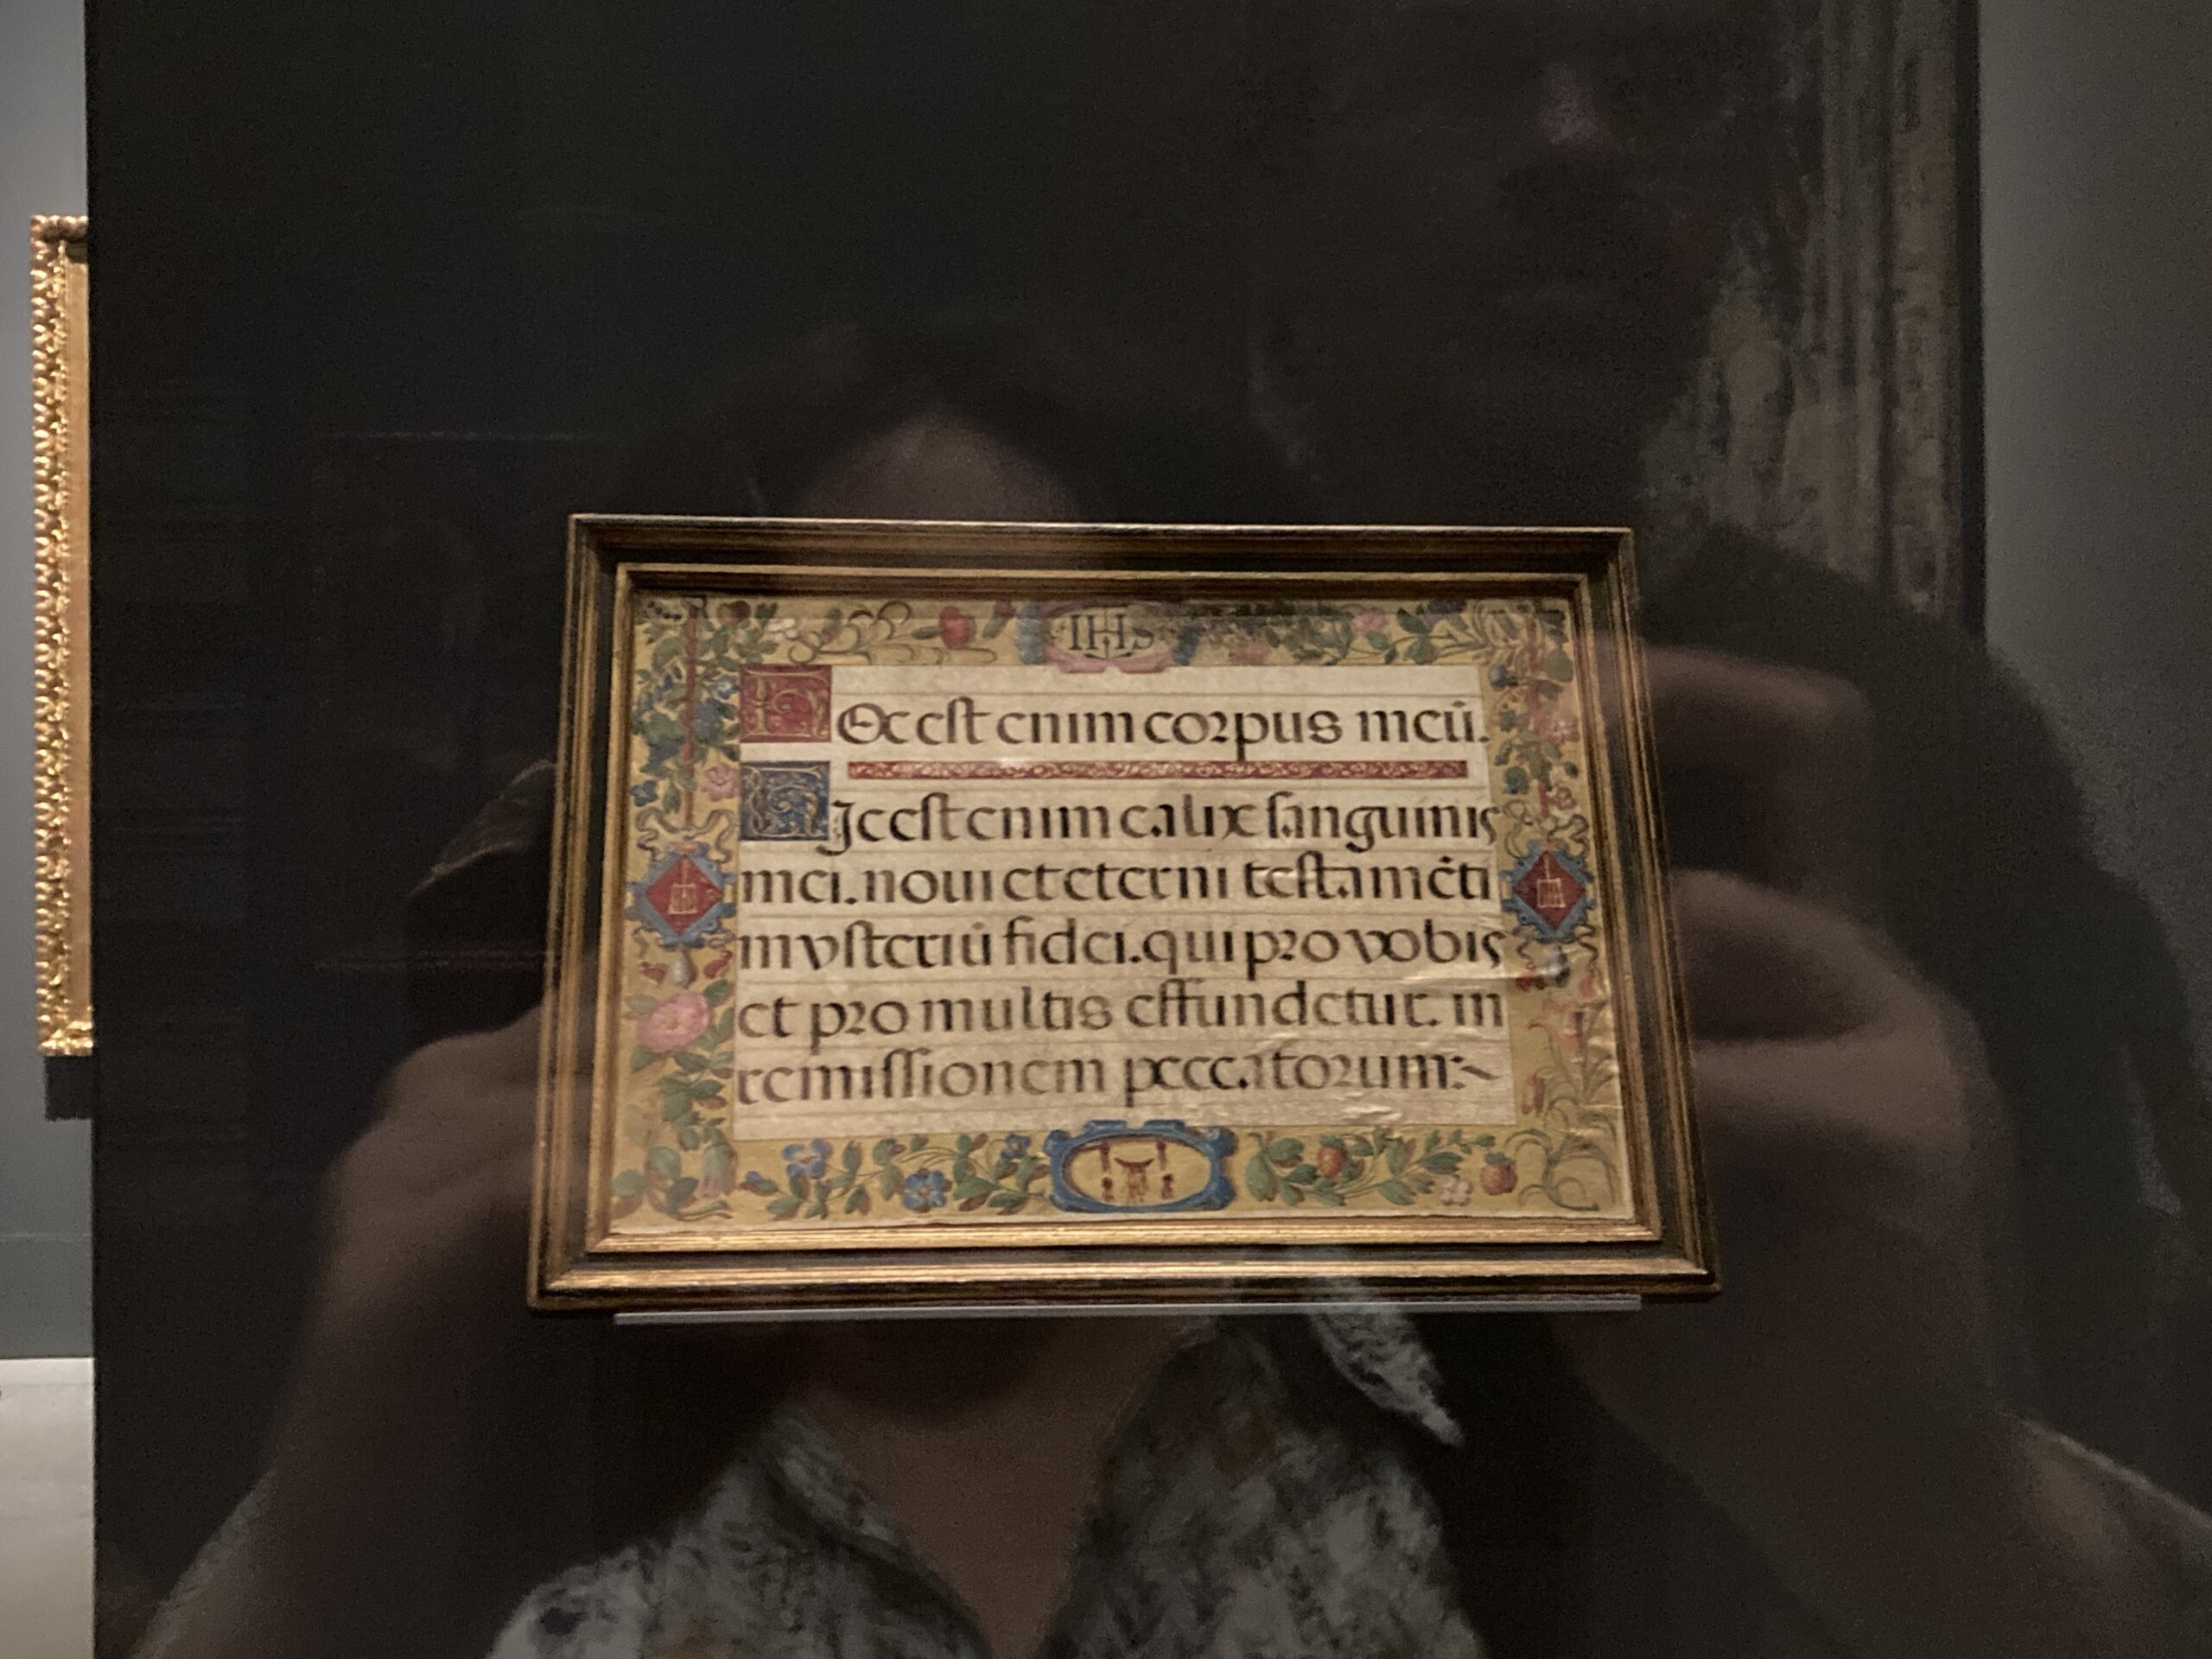 IHS
HOc est enim corpus meū.
HIc est enim calix sanguinis
mei. noui et eterni testamēti
mysteriū fidei. qui pro vobis
et pro multis effundetur. in
remissionem peccatorum:~